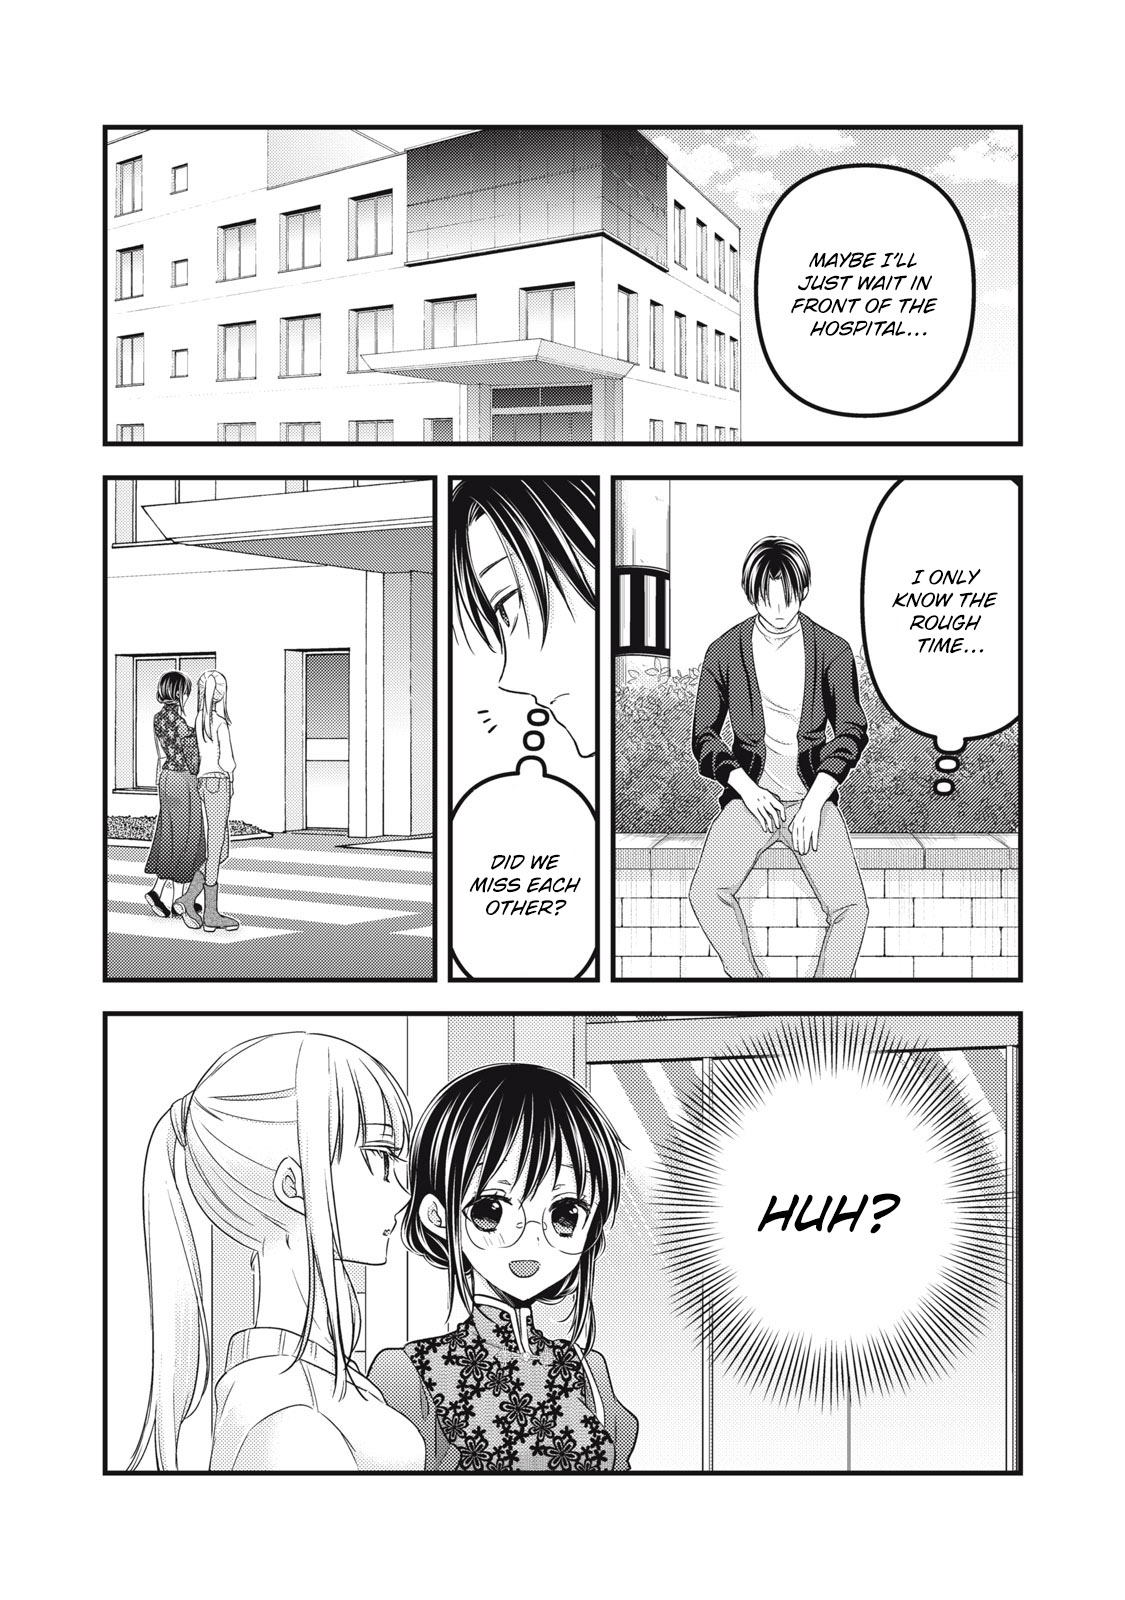 MAYBE I'LL
JUST WAIT IN
FRONT OF THE
HOSPITAL...
I ONLY
KNOW THE
ROUGH
TIME...
DID WE
MISS EACH
OTHER?
HUH?